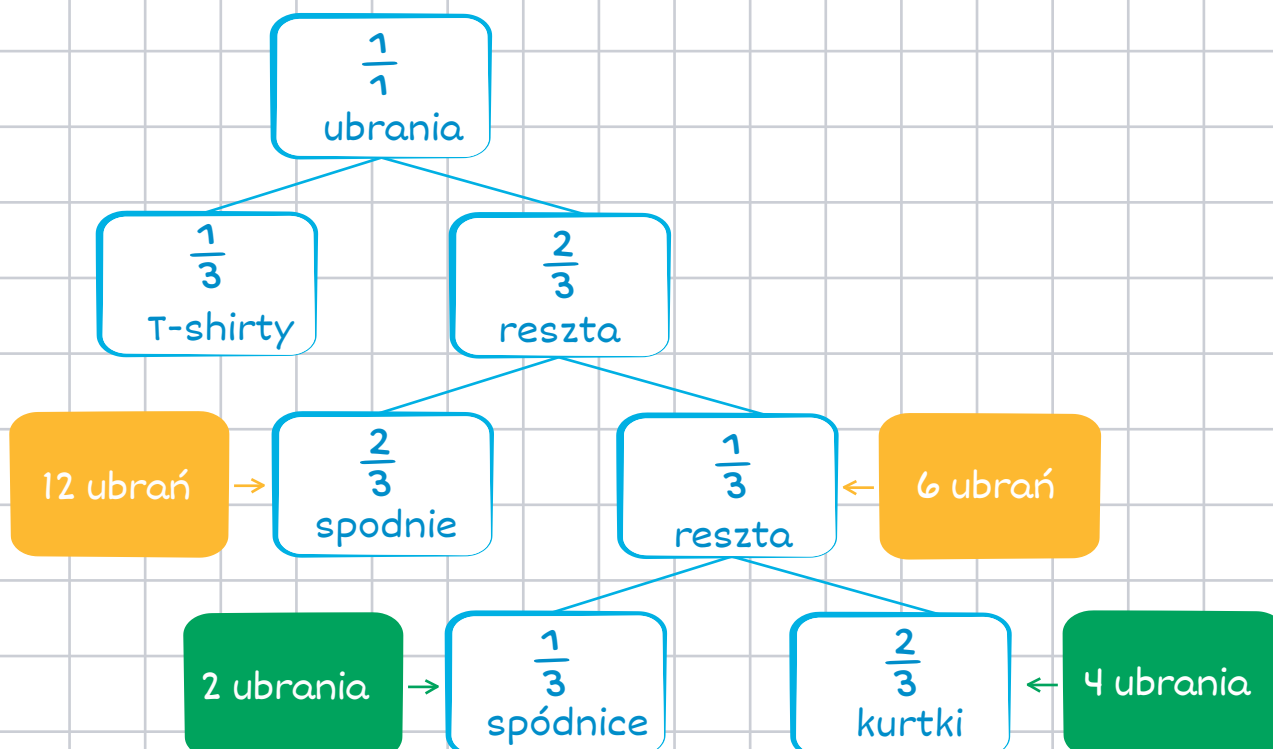 1
1
ubrania
1
3
T-shirty
2
3
reszta
12 ubrań
2
3
spodnie
1
3
reszta
6 ubrań
2 ubrania
1
3
spódnice
2
3
kurtki
4 ubrania